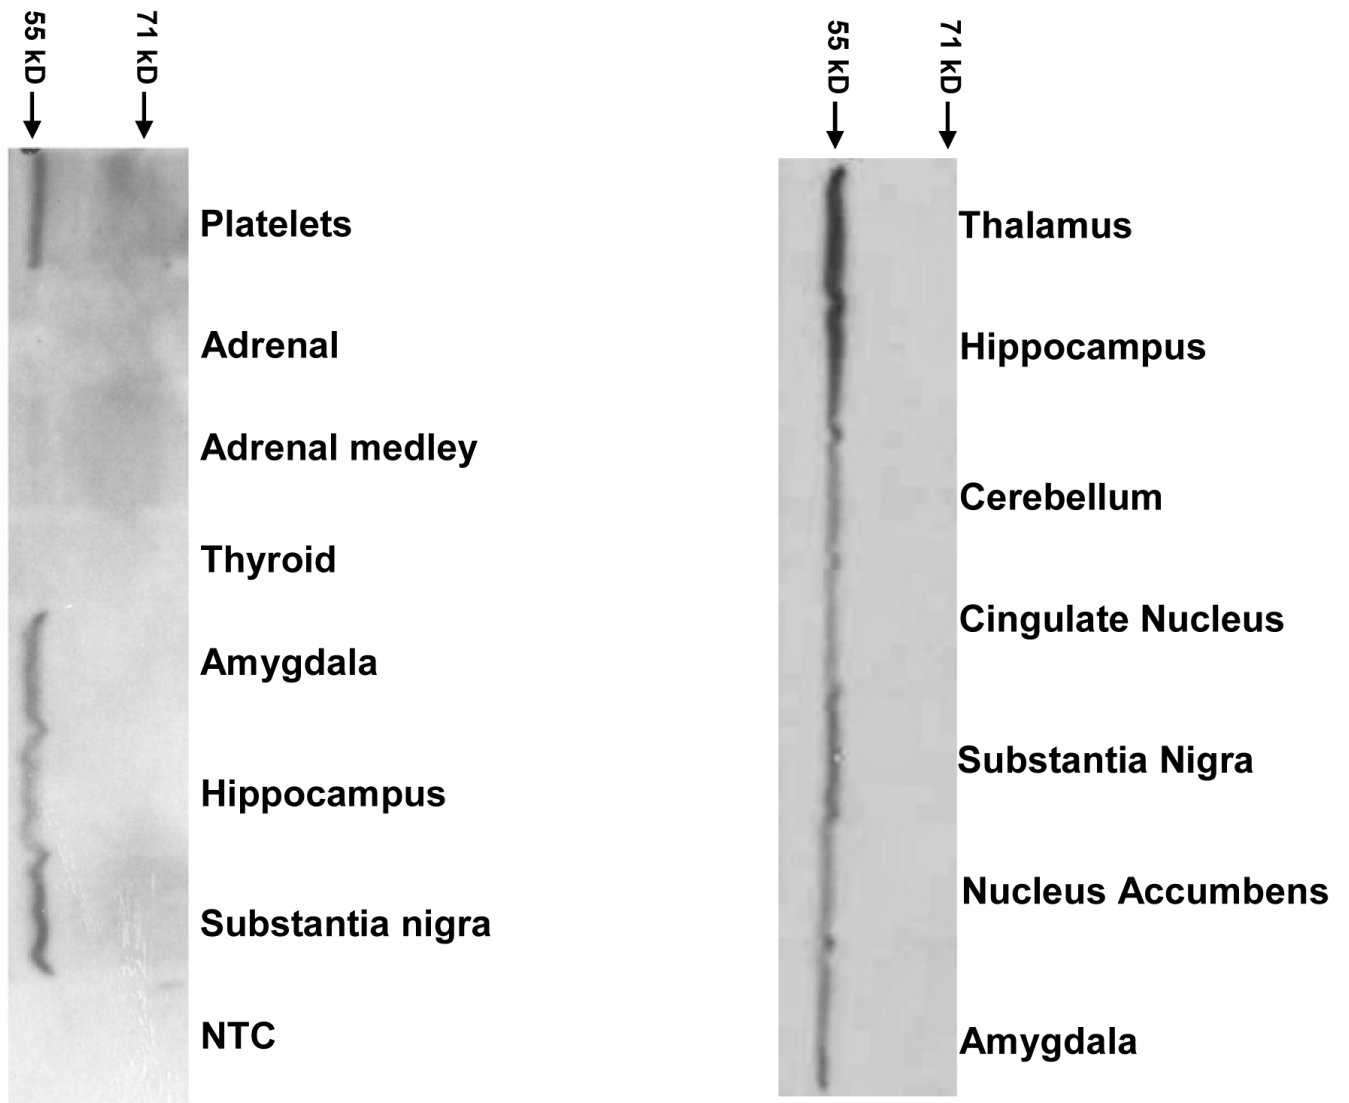 55 kD
71 kD
Platelets
Adrenal
Adrenal medley
Thyroid
Amygdala
Hippocampus
Substantia nigra
NTC
55 kD
71 kD
Thalamus
Hippocampus
Cerebellum
Cingulate Nucleus
Substantia Nigra
Nucleus Accumbens
Amygdala